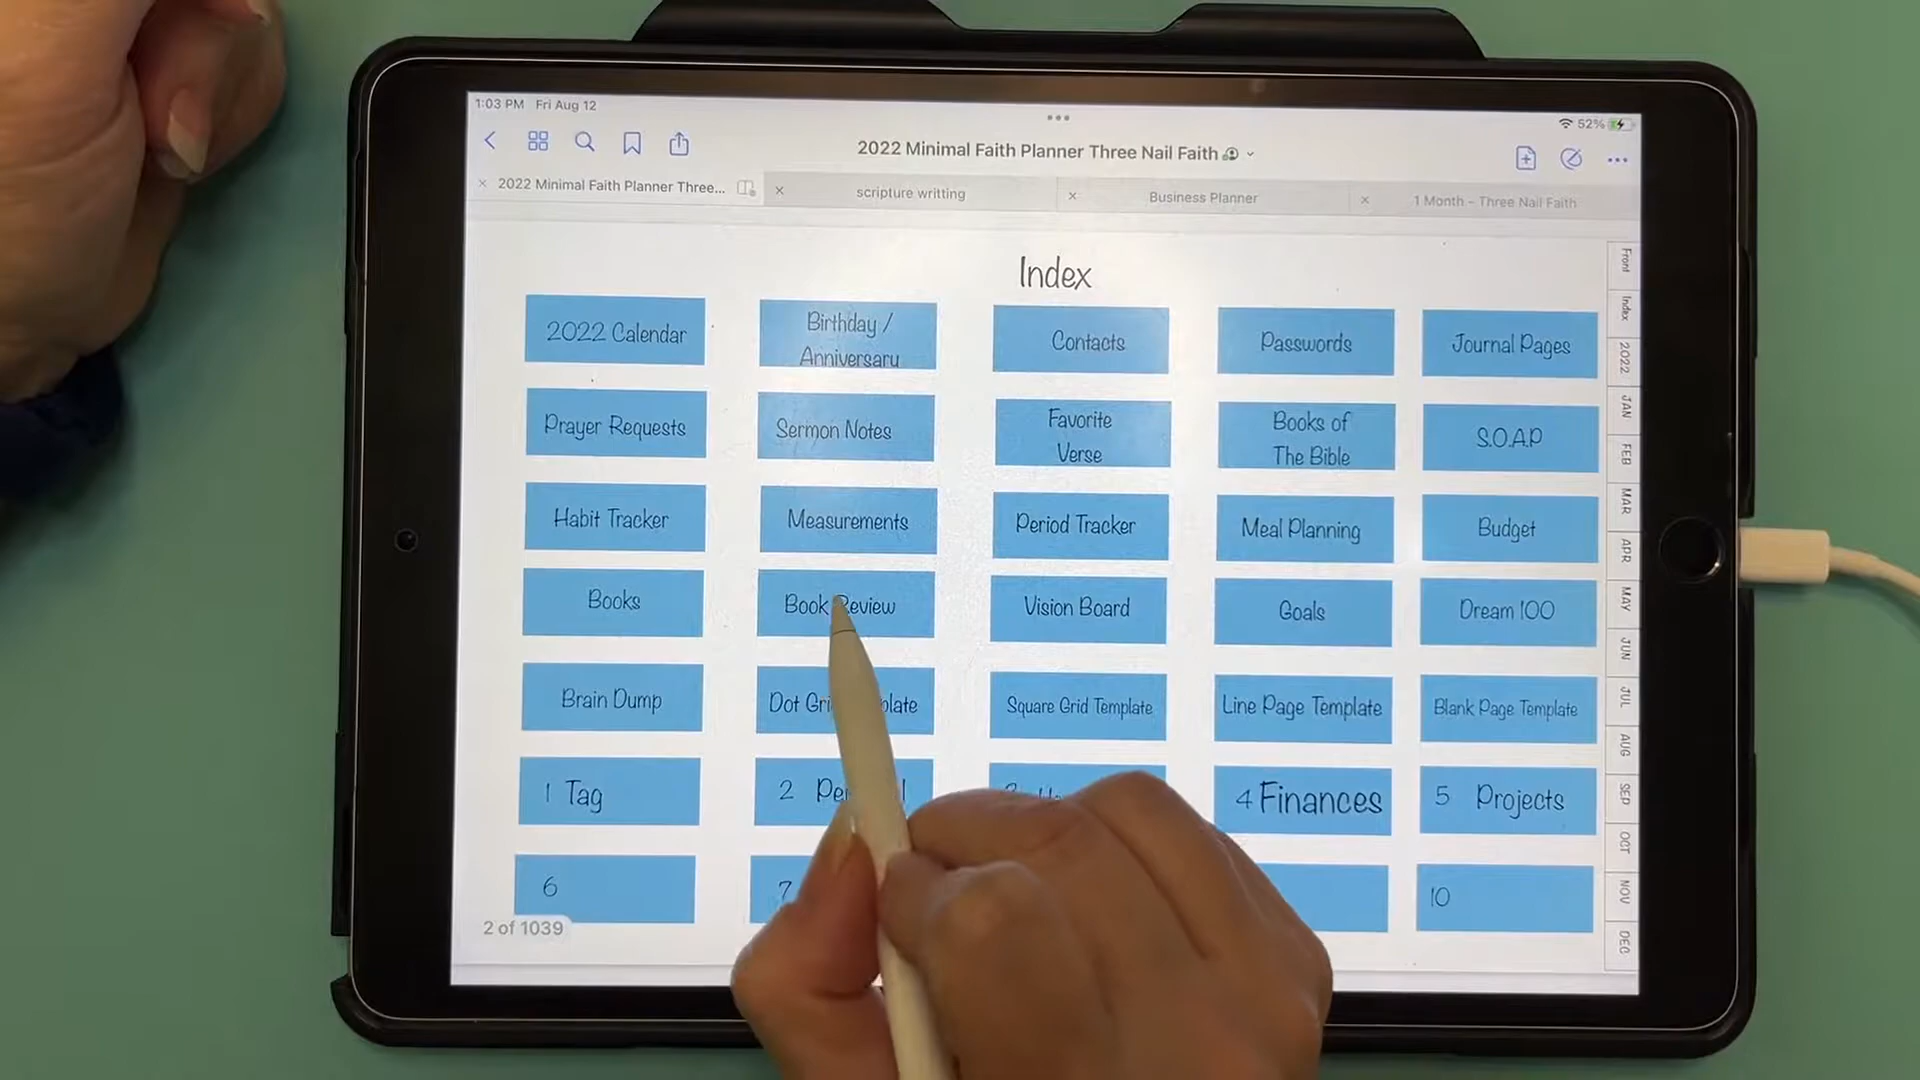 1:03 PM Fri Aug 12
52%
2022 Minimal Faith Planner Three Nail Faith
2022 Minimal Faith Planner Three...
scripture writting
Business Planner
1 Month - Three Nail Faith
Index
2022 Calendar
Birthday /
Anniversary
Contacts
Passwords
Journal Pages
Prayer Requests
Sermon Notes
Favorite
Verse
Books of
The Bible
S.O.A.P
Habit Tracker
Measurements
Period Tracker
Meal Planning
Budget
Books
Book Review
Vision Board
Goals
Dream 100
Brain Dump
Dot Grid Template
Square Grid Template
Line Page Template
Blank Page Template
1 Tag
2
4 Finances
5 Projects
6
7
10
2 of 1039
Front
Index
2022
JAN
FEB
MAR
APR
MAY
JUN
JUL
AUG
SEP
OCT
NOV
DEC